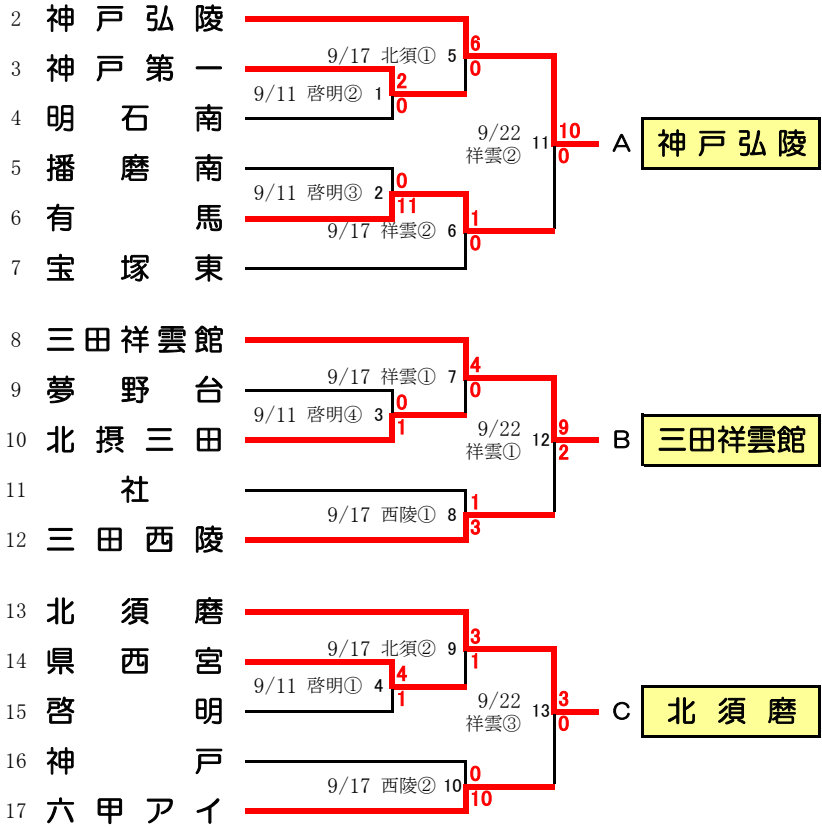 2 神戸弘陵
9/17 北須① 5 6
0
3 神戸第一
2
9/11 啓明② 1
0
4 明石南
9/22 11 10
祥雲② 0
A 神戸弘陵
5 播磨南
0
9/11 啓明③ 2
11
6 有馬
1
9/17 祥雲② 6
0
7 宝塚東
8 三田祥雲館
4
9/17 祥雲① 7
0
9 夢野台
0
9/11 啓明④ 3
1
10 北摂三田
9/22 12 9
祥雲① 2
B 三田祥雲館
11 社
1
9/17 西陵① 8
3
12 三田西陵
13 北須磨
3
9/17 北須② 9
1
14 県西宮
4
9/11 啓明① 4
1
15 啓明
9/22 13 3
祥雲③ 0
C 北須磨
16 神戸
0
9/17 西陵② 10
10
17 六甲アイ